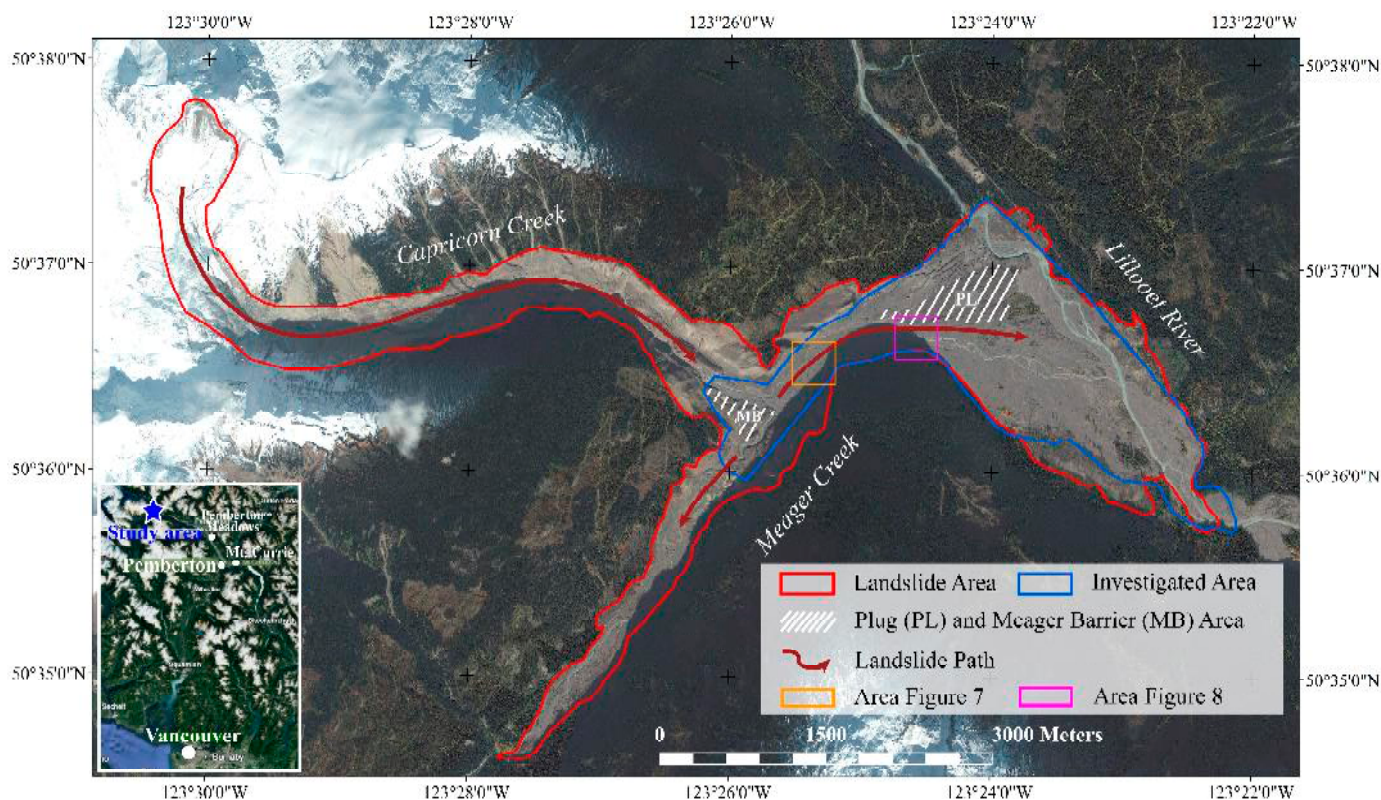 123°30'0"W 123°28'0"W 123°26'0"W 123°24'0"W 123°22'0"W
50°38'0"N 50°38'0"N
Capricorn Creek
50°37'0"N 50°37'0"N
PL
Lillooet River
MB
50°36'0"N 50°36'0"N
Meager Creek
Pemberton
Meadows
Study area
Mt. Currie
Pemberton
Squamish
Sechelt
Vancouver
Burnaby
Landslide Area Investigated Area
Plug (PL) and Meager Barrier (MB) Area
Landslide Path
50°35'0"N 50°35'0"N
Area Figure 7 Area Figure 8
0 1500 3000 Meters
123°30'0"W 123°28'0"W 123°26'0"W 123°24'0"W 123°22'0"W